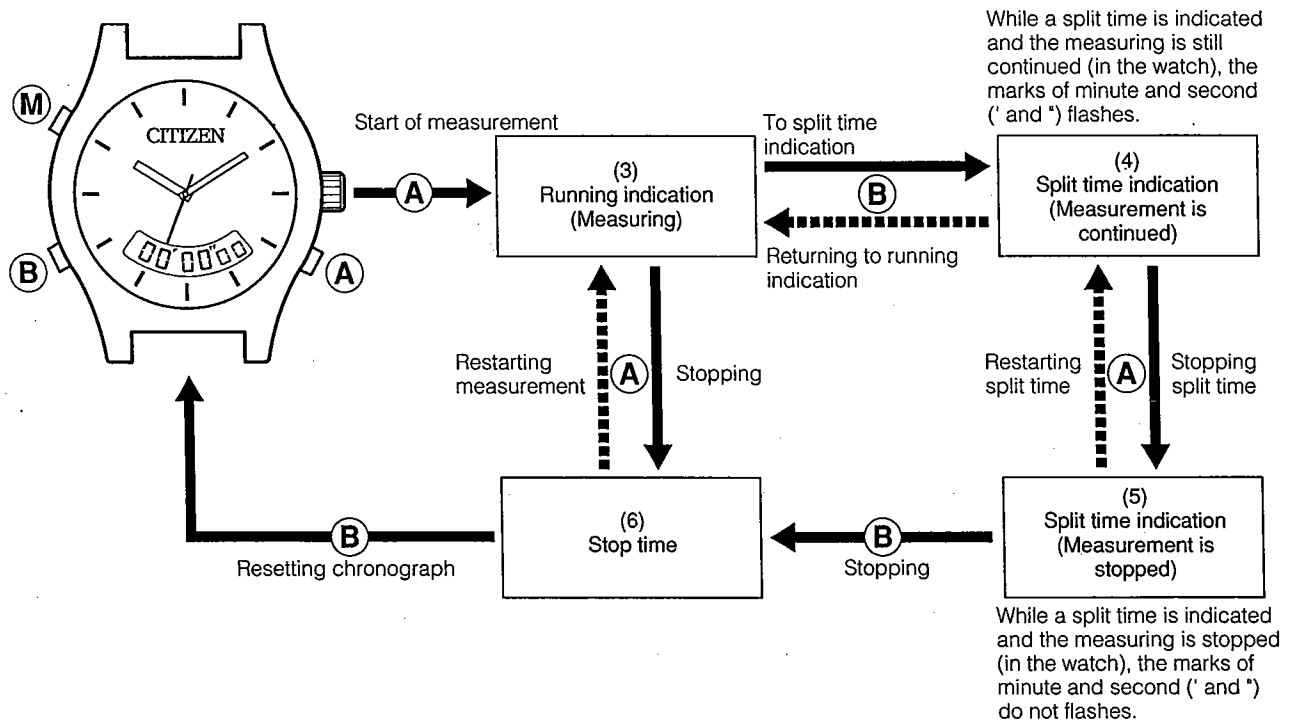 While a split time is indicated
and the measuring is still
continued (in the watch), the
marks of minute and second
(' and ") flashes.
M
CITIZEN
00'00"00
B
A
Start of measurement
A
(3)
Running indication
(Measuring)
To split time
indication
B
Returning to running
indication
(4)
Split time indication
(Measurement is
continued)
Restarting
measurement
A
Stopping
Restarting
split time
A
Stopping
split time
B
Resetting chronograph
(6)
Stop time
B
Stopping
(5)
Split time indication
(Measurement is
stopped)
While a split time is indicated
and the measuring is stopped
(in the watch), the marks of
minute and second (' and ")
do not flashes.